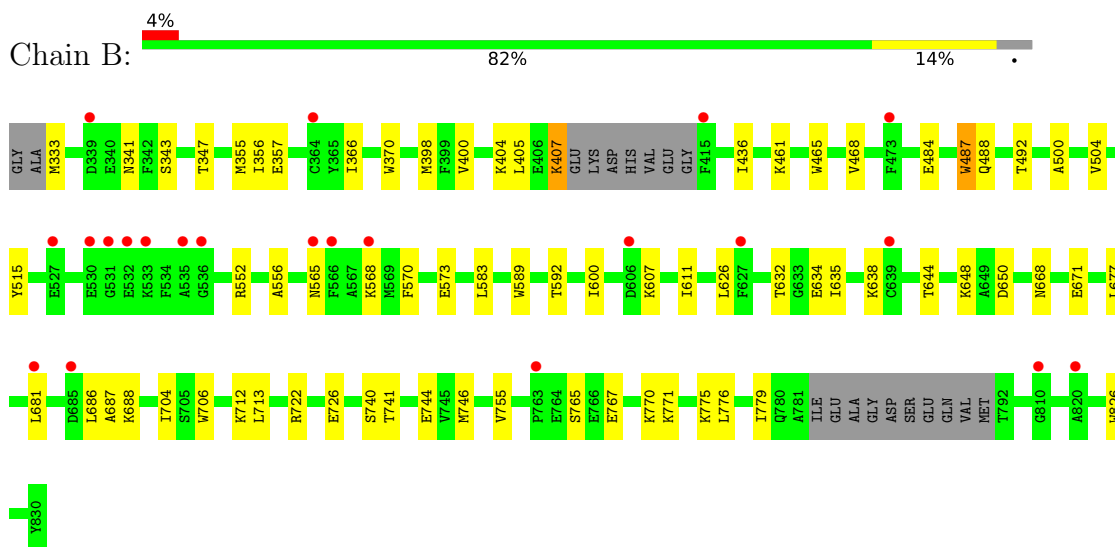 4%
Chain B:
82% 14% •
GLY ALA M333 D339 E340 N341 F342 S343 T347 M355 I356 E357 C364 Y365 I366 W370 M398 F399 V400 K404 L405 E406 K407 GLU LYS ASP HIS VAL GLU GLY F415 I436 K461 W465 V468 F473 E484 W487 Q488 T492 A500 V504
Y515 E527 E530 G531 E532 K533 F534 A535 G536 R552 A556 N565 F566 A567 K568 M569 F570 E573 L583 W589 T592 I600 D606 K607 I611 L626 F627 T632 G633 E634 I635 K638 C639 T644 K648 A649 D650 N668 E671 L677
L681 D685 L686 A687 K688 I704 S705 W706 K712 L713 R722 E726 S740 T741 E744 V745 M746 V755 P763 E764 S765 E766 E767 K770 K771 K775 L776 I779 Q780 A781 ILE GLU ALA GLY ASP SER GLU GLN VAL MET T792 G810 A820
Y830